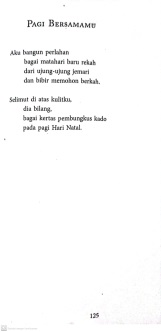 PAGI BERSAMAMU
Aku bangun perlahan
bagai matahari baru rekah
dari ujung-ujung jemari
dan bibir memohon berkah.
Selimut di atas kulitku,
dia bilang,
bagai kertas pembungkus kado
pada pagi Hari Natal.
125